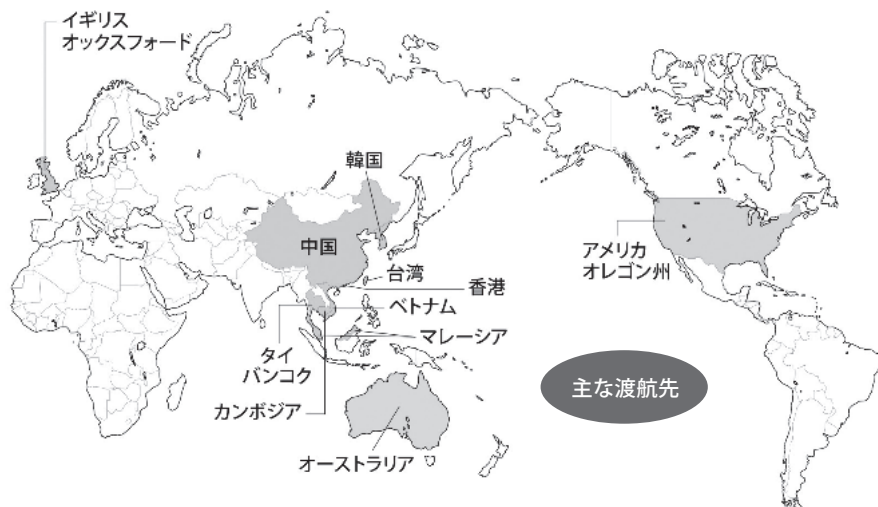 イギリス
オックスフォード
韓国
中国
台湾
香港
ベトナム
マレーシア
タイ
バンコク
カンボジア
オーストラリア
アメリカ
オレゴン州
主な渡航先